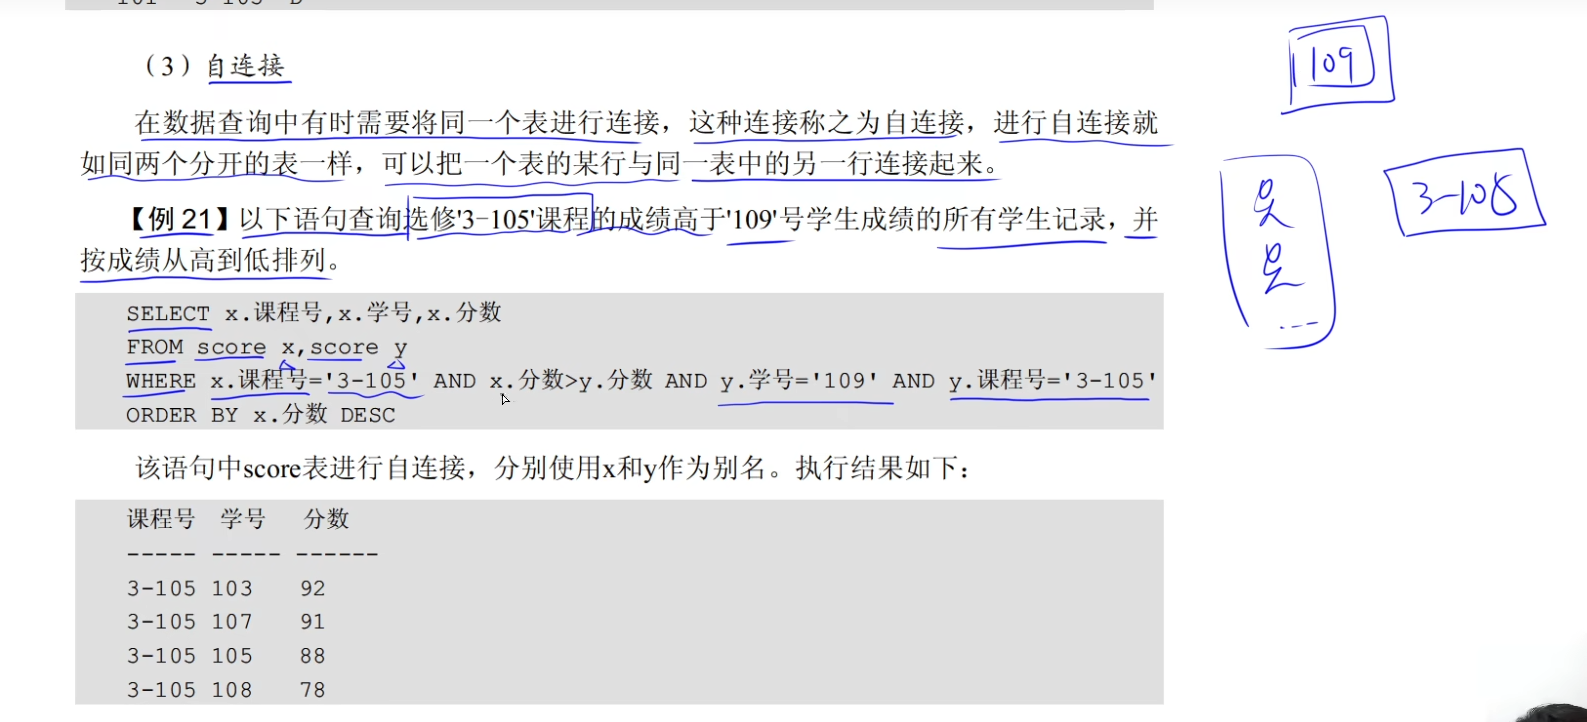 （3）自连接
109
在数据查询中有时需要将同一个表进行连接，这种连接称之为自连接，进行自连接就
如同两个分开的表一样，可以把一个表的某行与同一表中的另一行连接起来。
3-105
【例 21】以下语句查询选修'3-105'课程的成绩高于'109'号学生成绩的所有学生记录，并
按成绩从高到低排列。
SELECT x.课程号,x.学号,x.分数
FROM score x,score y
WHERE x.课程号='3-105' AND x.分数>y.分数 AND y.学号='109' AND y.课程号='3-105'
ORDER BY x.分数 DESC
该语句中score表进行自连接，分别使用x和y作为别名。执行结果如下：
课程号 学号 分数
----- ----- ------
3-105 103 92
3-105 107 91
3-105 105 88
3-105 108 78